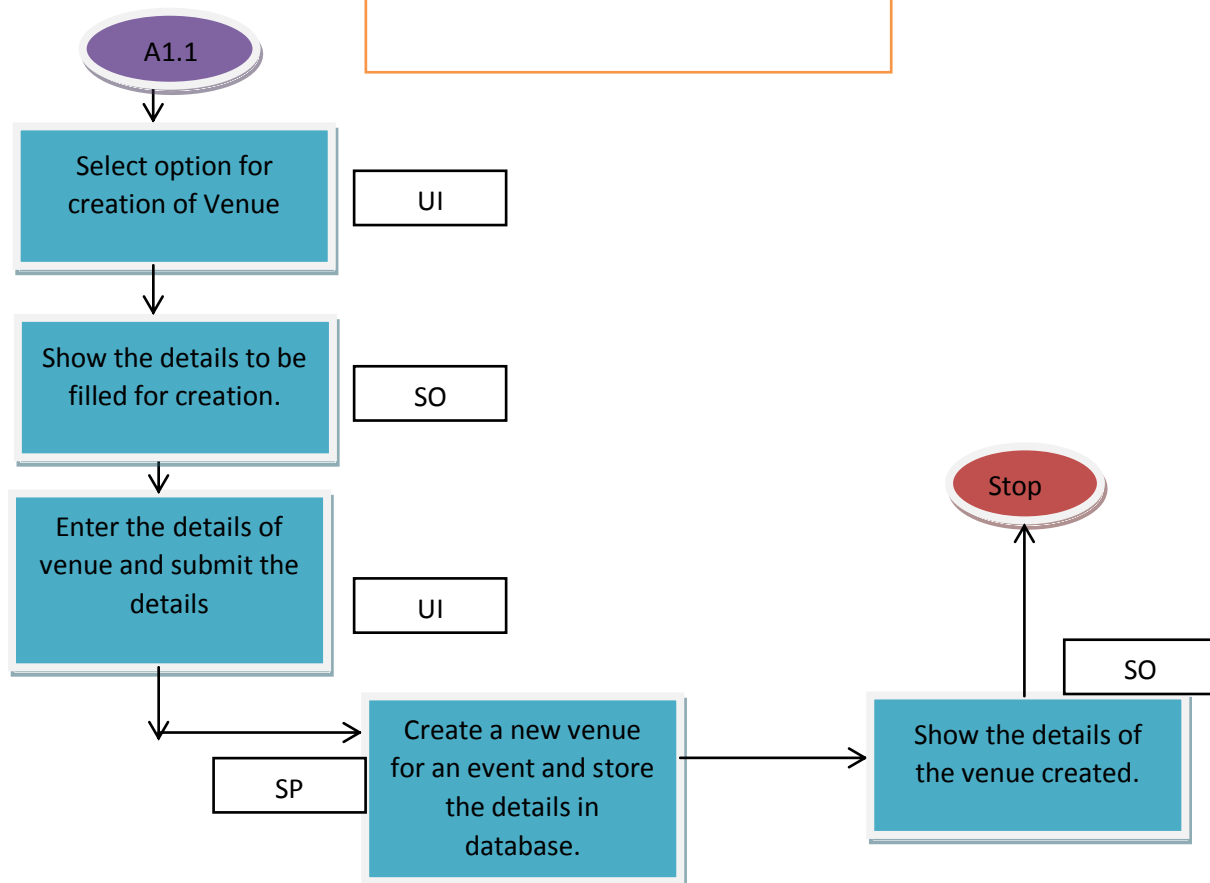 A1.1
Select option for
creation of Venue
UI
Show the details to be
filled for creation.
SO
Enter the details of
venue and submit the
details
UI
Create a new venue
for an event and store
the details in
database.
SP
Show the details of
the venue created.
SO
Stop